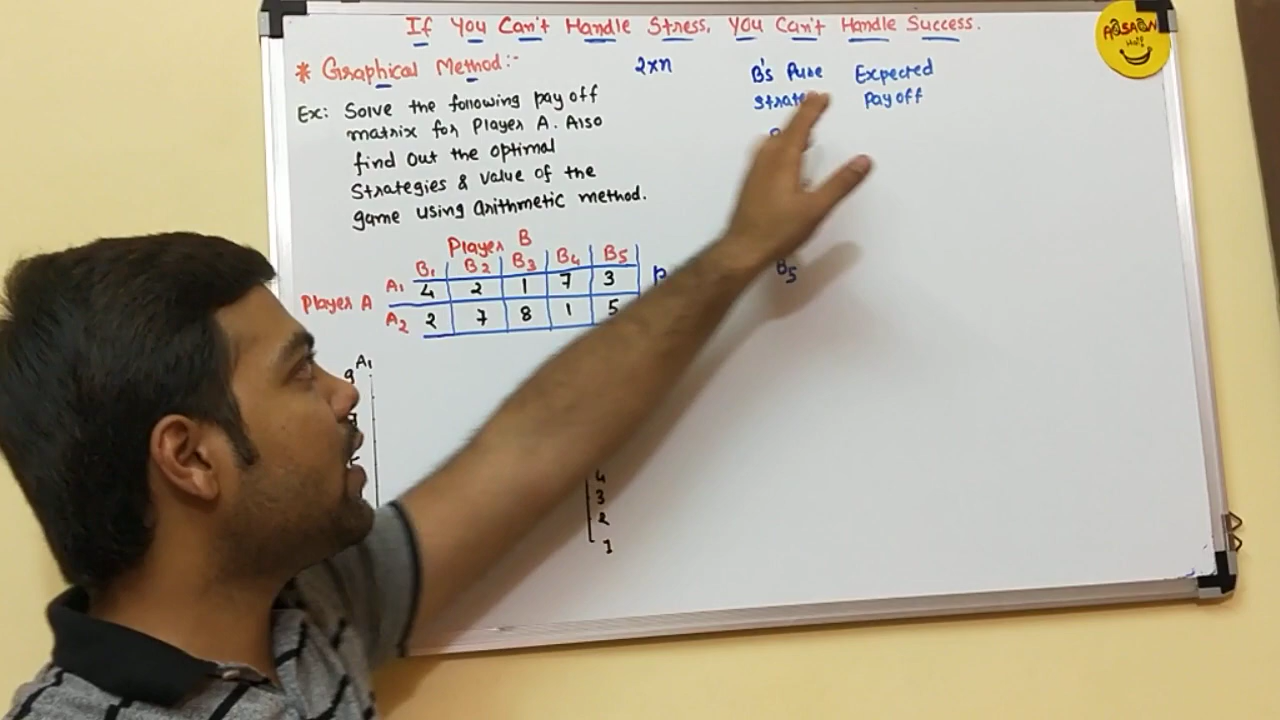 If You Can't Handle Stress, You Can't Handle Success.
AASAAN
Hai!
* Graphical Method:-
2xn
Ex: Solve the following pay off
matrix for Player A. Also
find out the optimal
Strategies & value of the
game using arithmetic method.
Player B
B1 B2 B3 B4 B5
Player A
A1 4 2 1 7 3
A2 2 7 8 1 5
B's Pure
Expected
Pay off
B5
A1
9
4
3
2
1